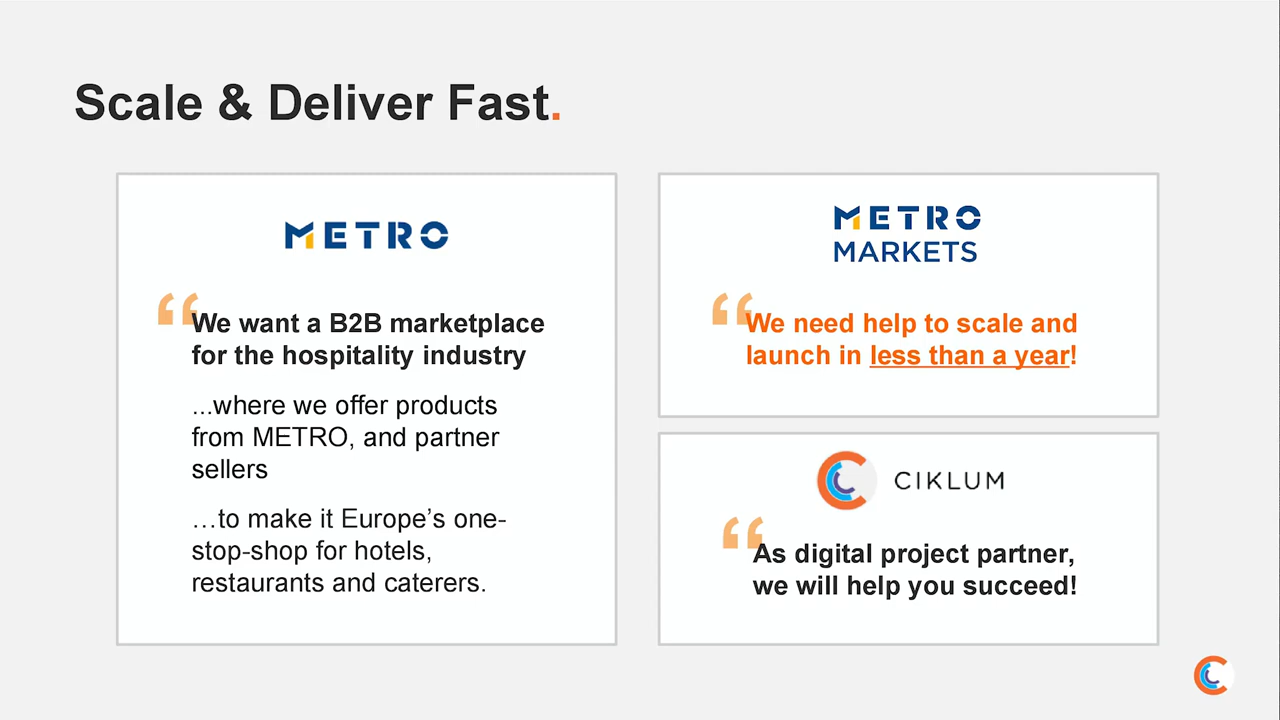 Scale & Deliver Fast.
METRO
“We want a B2B marketplace
for the hospitality industry
...where we offer products
from METRO, and partner
sellers
…to make it Europe’s one-
stop-shop for hotels,
restaurants and caterers.
METRO
MARKETS
“We need help to scale and
launch in less than a year!
CIKLUM
“As digital project partner,
we will help you succeed!